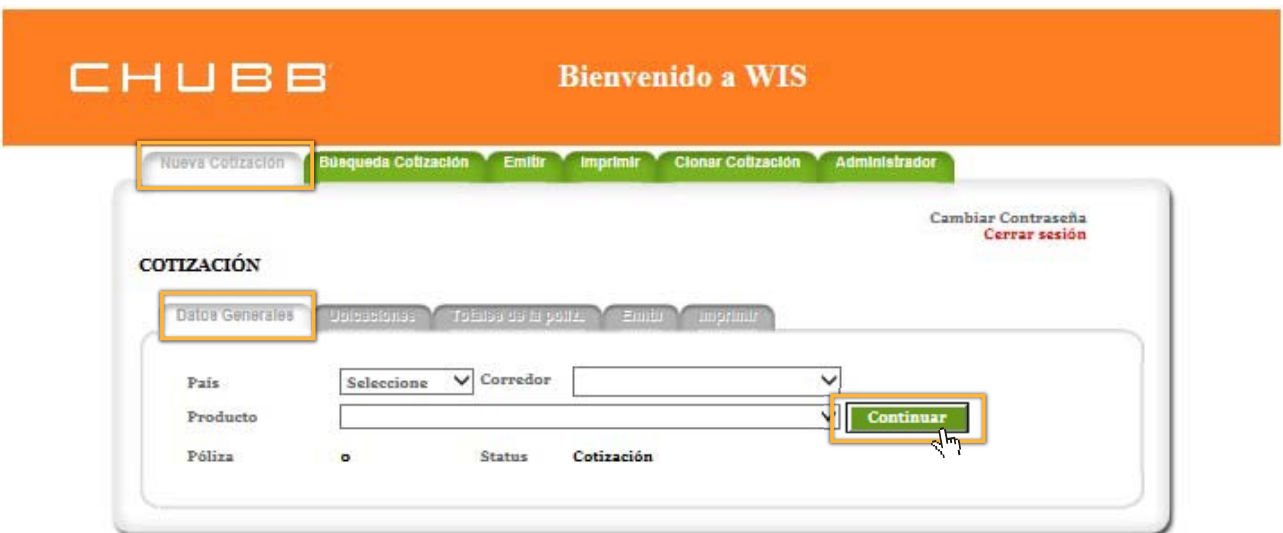 CHUBB
Bienvenido a WIS
Nueva Cotización Búsqueda Cotización Emitir Imprimir Clonar Cotización Administrador
Cambiar Contraseña
Cerrar sesión
COTIZACIÓN
Datos Generales Ubicaciones Totales de la póliz... Emitir Imprimir
País Seleccione Corredor
Producto Continuar
Póliza 0 Status Cotización